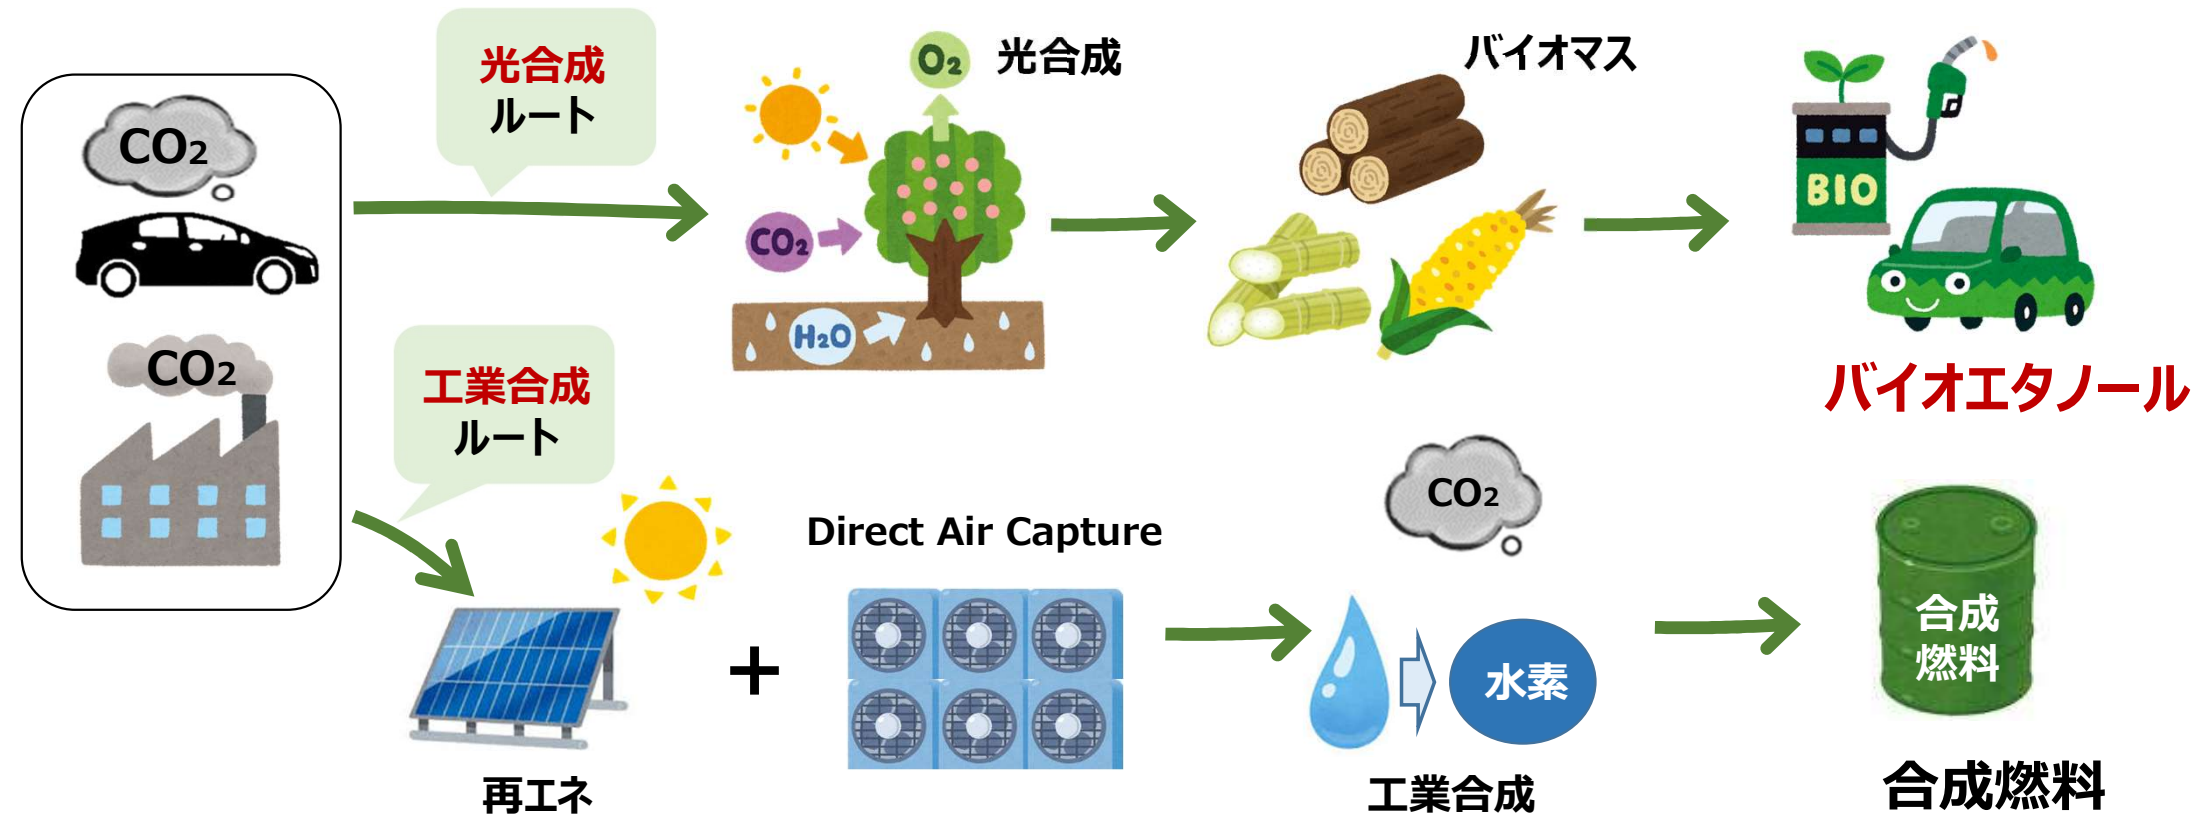 CO2
CO2
光合成
ルート
工業合成
ルート
O2
光合成
CO2
H2O
バイオマス
BIO
バイオエタノール
再エネ
+
Direct Air Capture
CO2
水素
工業合成
合成
燃料
合成燃料